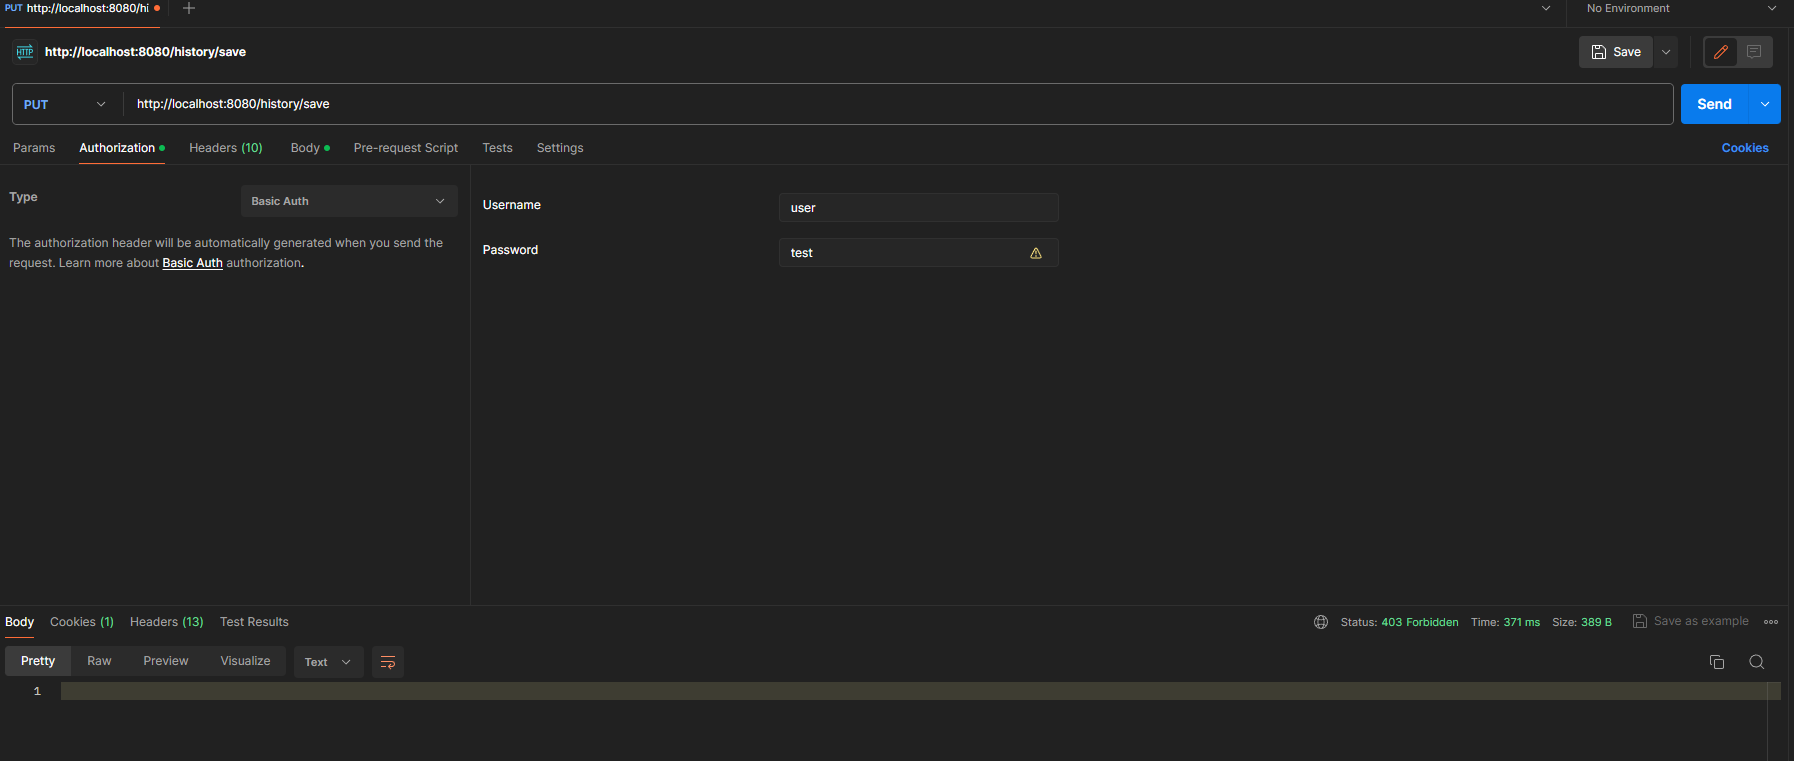 PUT http://localhost:8080/hi
No Environment
HTTP http://localhost:8080/history/save
Save
PUT http://localhost:8080/history/save
Send
Params Authorization Headers (10) Body Pre-request Script Tests Settings Cookies
Type Basic Auth
The authorization header will be automatically generated when you send the
request. Learn more about Basic Auth authorization.
Username user
Password test
Body Cookies (1) Headers (13) Test Results Status: 403 Forbidden Time: 371 ms Size: 389 B Save as example
Pretty Raw Preview Visualize Text
1